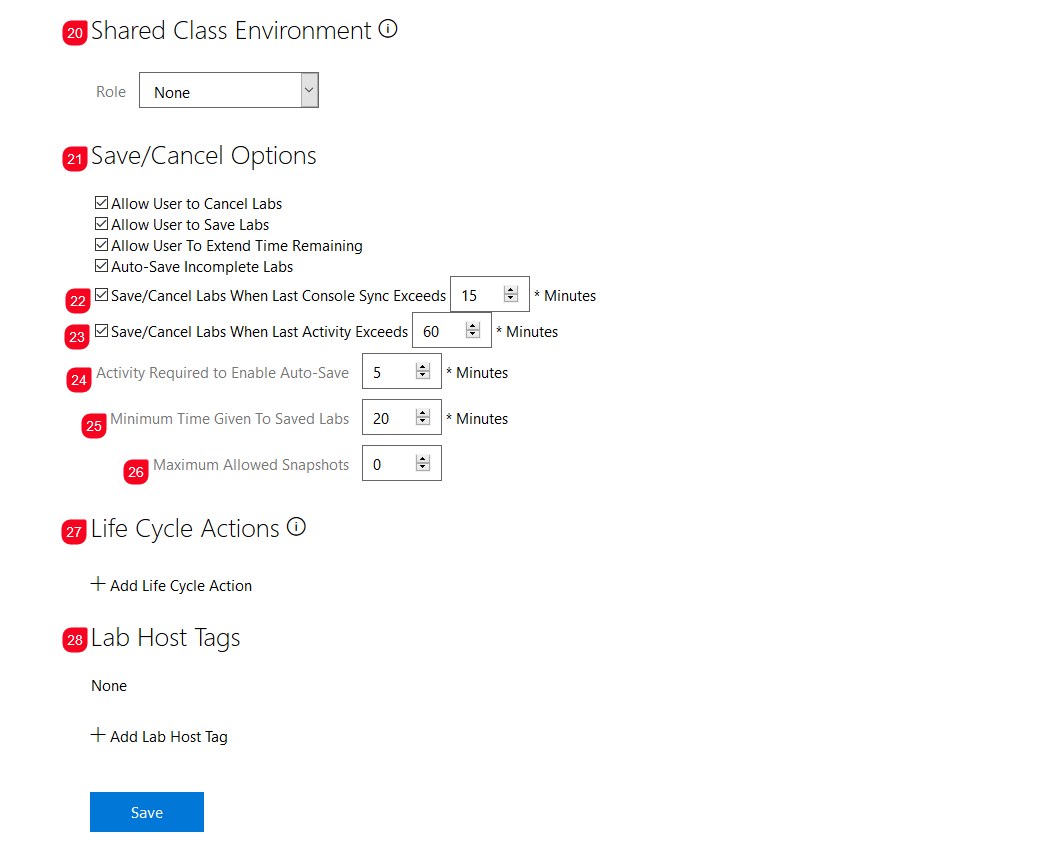 20 Shared Class Environment
Role None
21 Save/Cancel Options
Allow User to Cancel Labs
Allow User to Save Labs
Allow User To Extend Time Remaining
Auto-Save Incomplete Labs
22 Save/Cancel Labs When Last Console Sync Exceeds 15 * Minutes
23 Save/Cancel Labs When Last Activity Exceeds 60 * Minutes
24 Activity Required to Enable Auto-Save 5 * Minutes
25 Minimum Time Given To Saved Labs 20 * Minutes
26 Maximum Allowed Snapshots 0
27 Life Cycle Actions
+ Add Life Cycle Action
28 Lab Host Tags
None
+ Add Lab Host Tag
Save